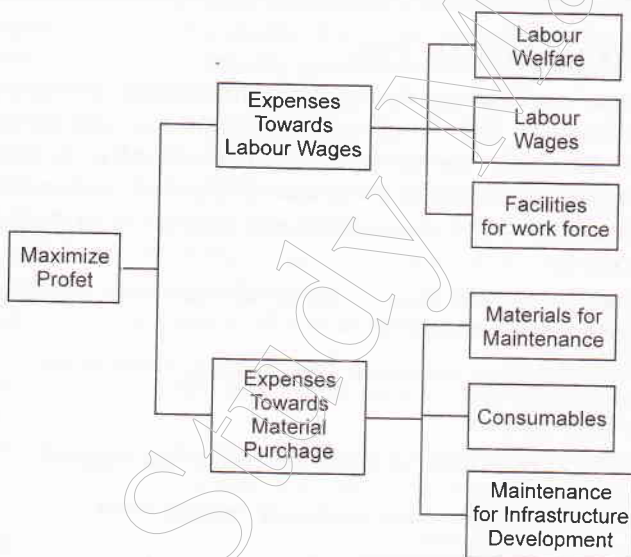 Labour
Welfare
Expenses
Towards
Labour Wages
Labour
Wages
Facilities
for work force
Maximize
Profet
Materials for
Maintenance
Expenses
Towards
Material
Purchage
Consumables
Maintenance
for Infrastructure
Development
Study